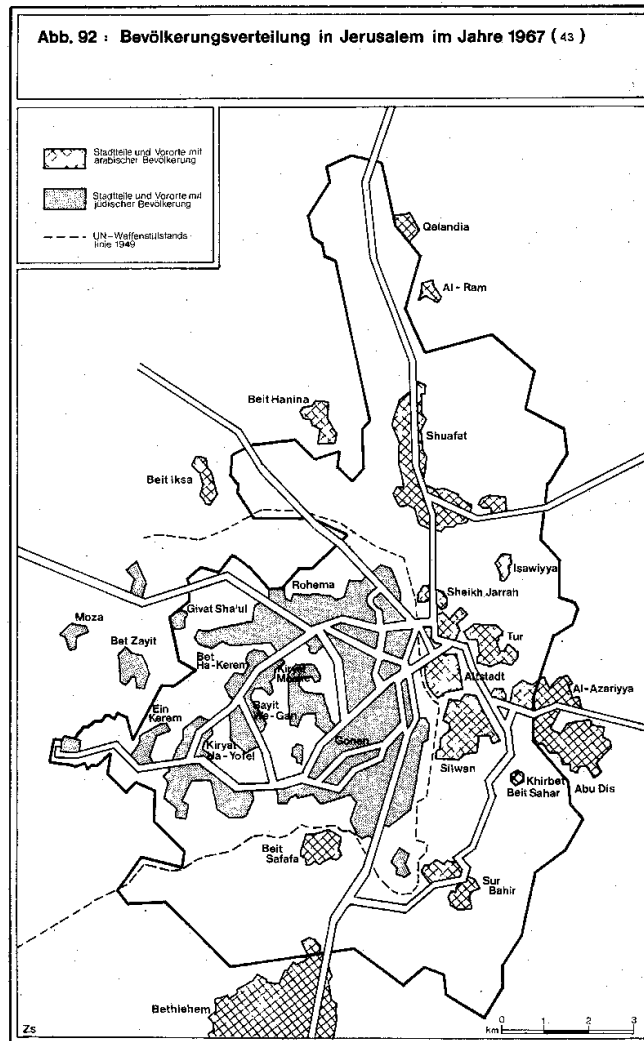 Abb. 92 : Bevölkerungsverteilung in Jerusalem im Jahre 1967 (43)
Stadtteile und Vororte mit
arabischer Bevölkerung
Stadtteile und Vororte mit
jüdischer Bevölkerung
UN-Waffenstillstands
linie 1949
Qalandia
Al-Ram
Beit Hanina
Shuafat
Beit Iksa
Isawiyya
Rohema
Sheikh Jarrah
Givat Sha'ul
Moza
Bet Zayit
Bet
Ha-Kerem
Kiryat
Moshe
Tur
Altstadt
Al-Azariyya
Ein
Kerem
Bayit
We-Gan
Kiryat
Ha-Yofel
Gonen
Silwan
Khirbet
Beit Sahar
Abu Dis
Beit
Safafa
Sur
Bahir
Bethlehem
Zs
0 1 2 3
km